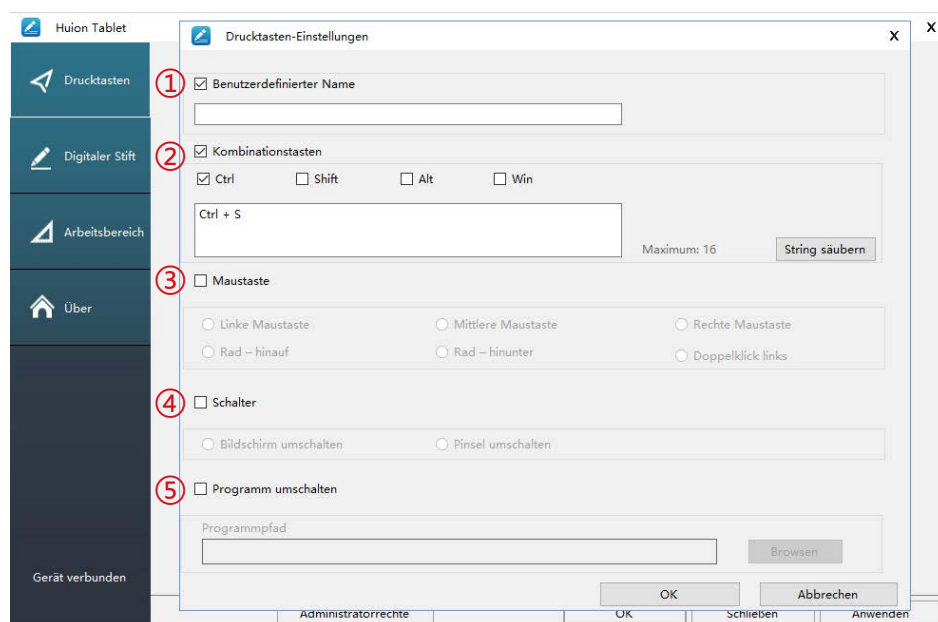 Huion Tablet
X
Drucktasten-Einstellungen
X
Drucktasten
Digitaler Stift
Arbeitsbereich
Über
Gerät verbunden
① Benutzerdefinierter Name
② Kombinationstasten
Ctrl Shift Alt Win
Ctrl + S
Maximum: 16 String säubern
③ Maustaste
Linke Maustaste Mittlere Maustaste Rechte Maustaste
Rad – hinauf Rad – hinunter Doppelklick links
④ Schalter
Bildschirm umschalten Pinsel umschalten
⑤ Programm umschalten
Programmpfad
Browsen
OK Abbrechen
Administratorrechte OK Schließen Anwenden